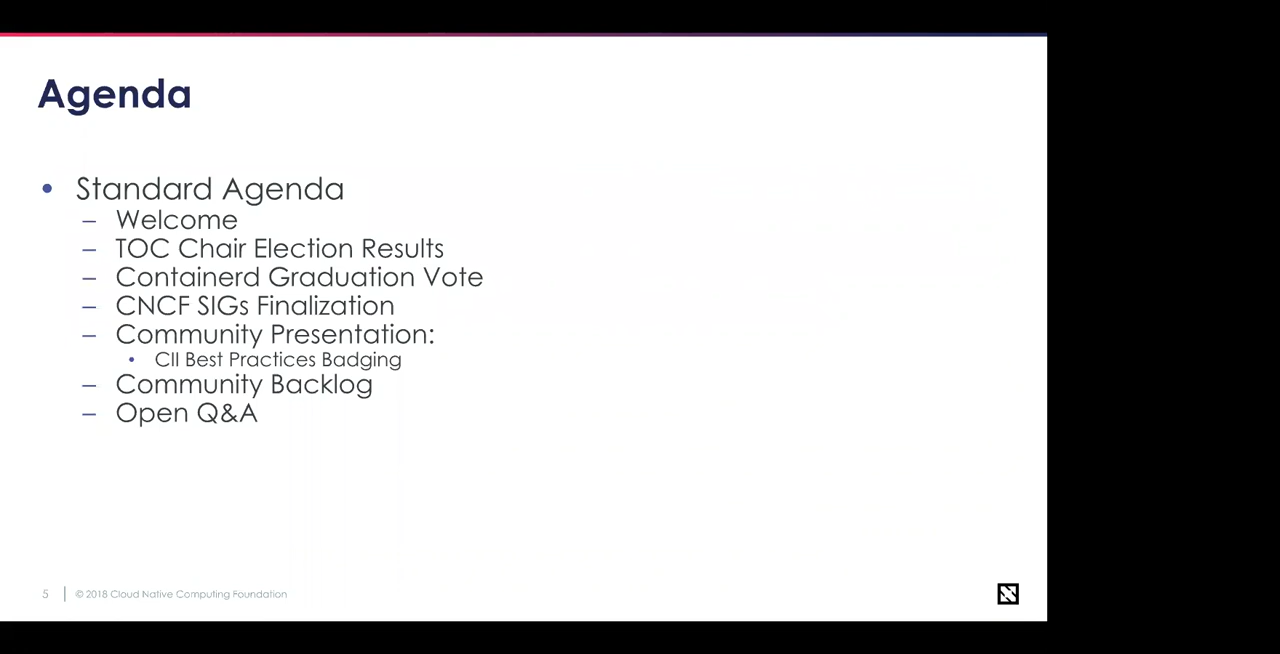 Agenda
• Standard Agenda
– Welcome
– TOC Chair Election Results
– Containerd Graduation Vote
– CNCF SIGs Finalization
– Community Presentation:
• CII Best Practices Badging
– Community Backlog
– Open Q&A
5 | © 2018 Cloud Native Computing Foundation